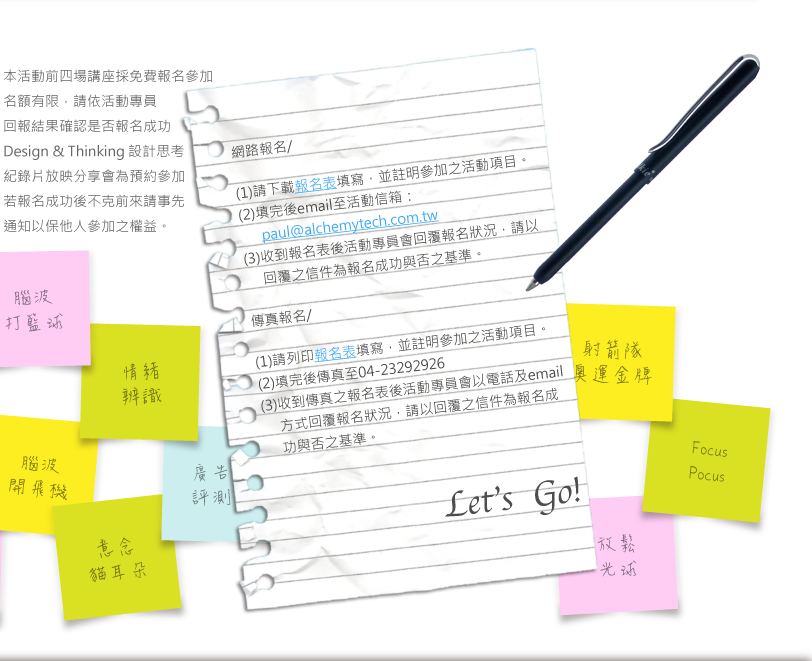 本活動前四場講座採免費報名參加
名額有限，請依活動專員
回報結果確認是否報名成功
Design & Thinking 設計思考
紀錄片放映分享會為預約參加
若報名成功後不克前來請事先
通知以保他人參加之權益。
網路報名/
(1)請下載報名表填寫，並註明參加之活動項目。
(2)填完後email至活動信箱：
paul@alchemytech.com.tw
(3)收到報名表後活動專員會回覆報名狀況，請以
回覆之信件為報名成功與否之基準。
傳真報名/
(1)請列印報名表填寫，並註明參加之活動項目。
(2)填完後傳真至04-23292926
(3)收到傳真之報名表後活動專員會以電話及email
方式回覆報名狀況，請以回覆之信件為報名成
功與否之基準。
Let's Go!
腦波
打籃球
情緒
辨識
腦波
開飛機
意念
貓耳朵
廣告
評測
射箭隊
奧運金牌
Focus
Pocus
放鬆
光球